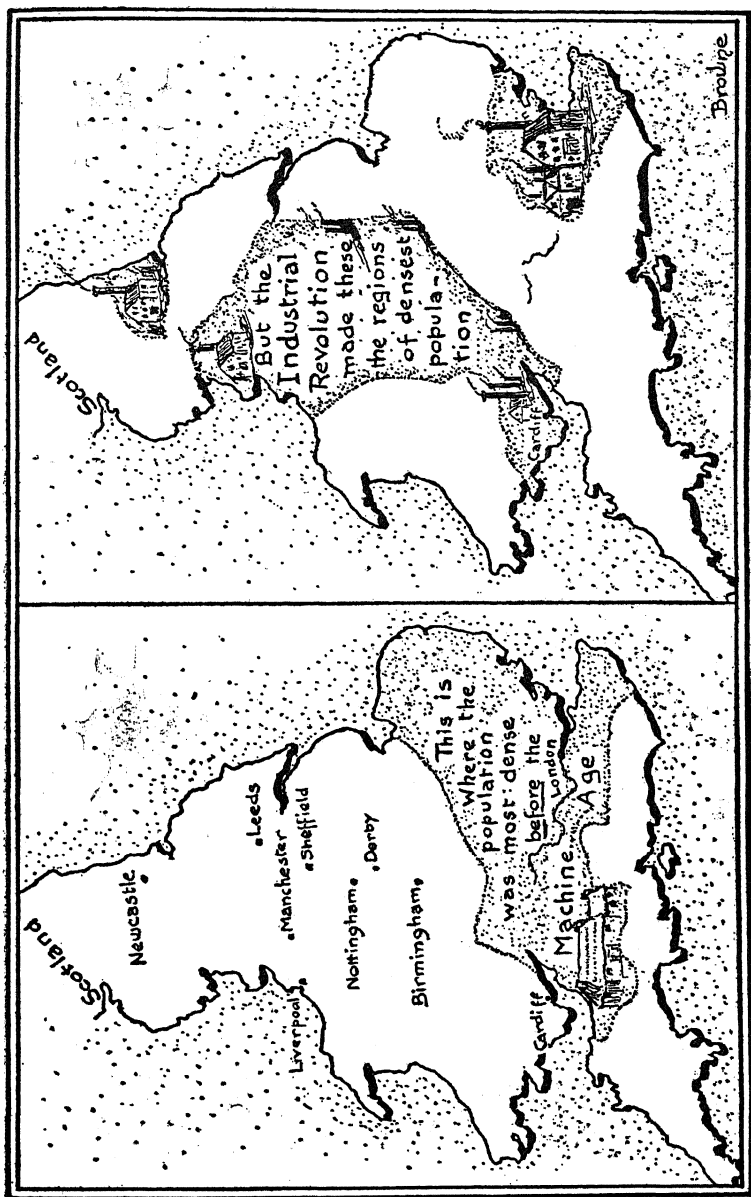 Scotland
Newcastle
Leeds
Manchester
Sheffield
Liverpool
Nottingham
Derby
Birmingham
This is
Where the
population
was most dense
before the
London
Cardiff
Machine Age
Scotland
But the
Industrial
Revolution
made these
the regions
of densest
popula-
tion
Cardiff
Browne